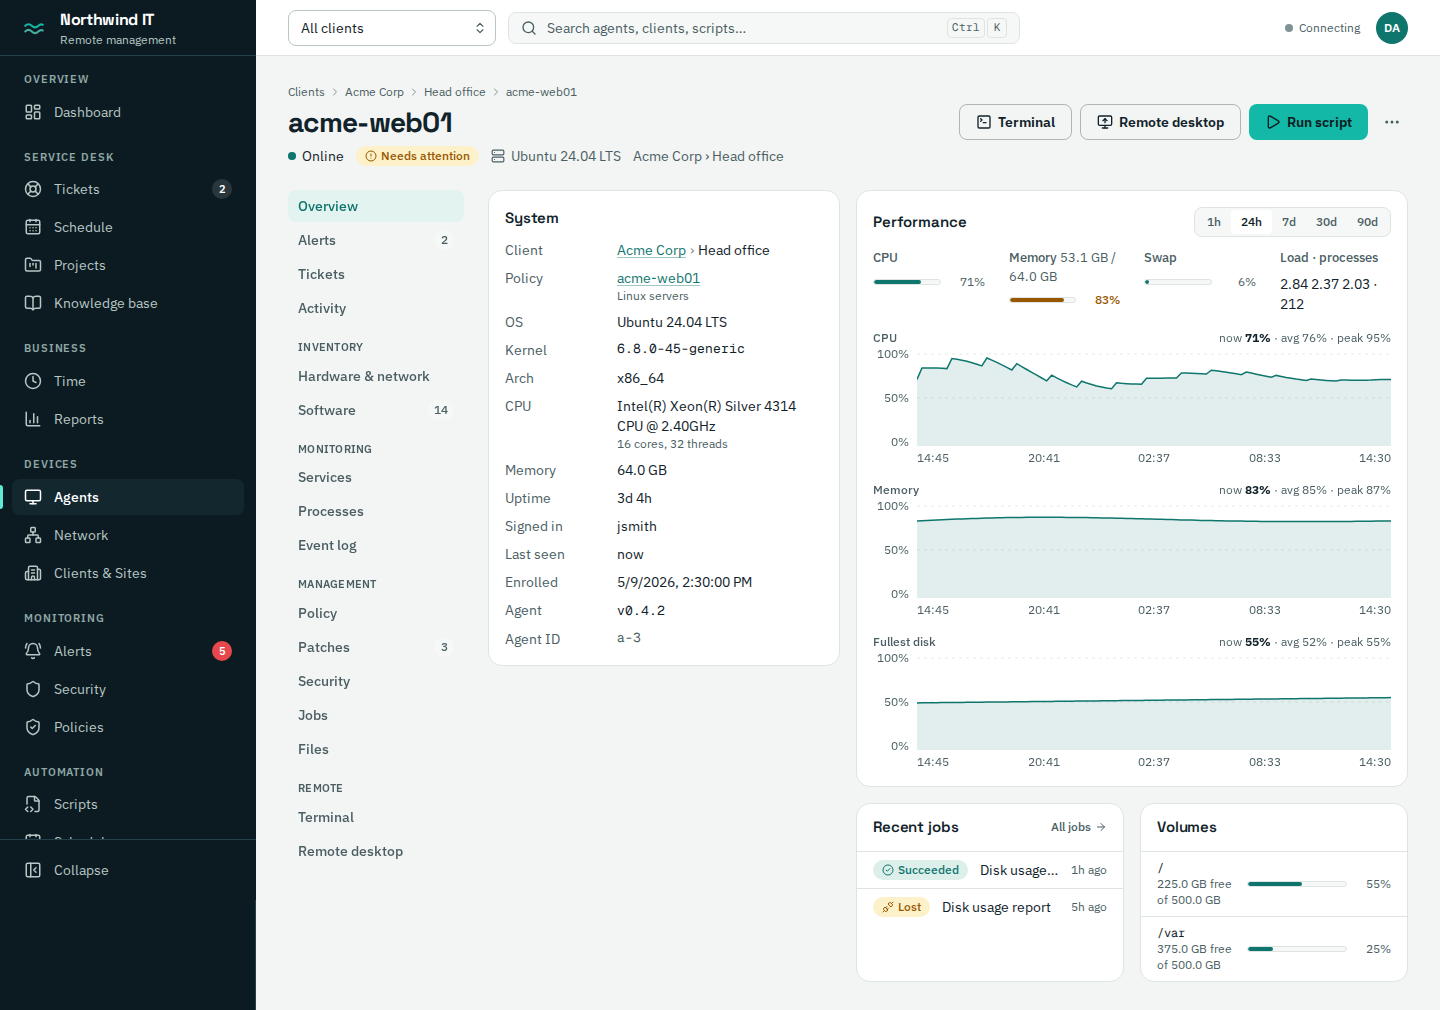 Northwind IT
Remote management
OVERVIEW
Dashboard
SERVICE DESK
Tickets 2
Schedule
Projects
Knowledge base
BUSINESS
Time
Reports
DEVICES
Agents
Network
Clients & Sites
MONITORING
Alerts 5
Security
Policies
AUTOMATION
Scripts
Collapse
All clients
Search agents, clients, scripts...
Ctrl K
Connecting
DA
Clients > Acme Corp > Head office > acme-web01
acme-web01
Online
Needs attention
Ubuntu 24.04 LTS
Acme Corp › Head office
Terminal
Remote desktop
Run script
Overview
Alerts 2
Tickets
Activity
INVENTORY
Hardware & network
Software 14
MONITORING
Services
Processes
Event log
MANAGEMENT
Policy
Patches 3
Security
Jobs
Files
REMOTE
Terminal
Remote desktop
System
Client Acme Corp › Head office
Policy acme-web01
Linux servers
OS Ubuntu 24.04 LTS
Kernel 6.8.0-45-generic
Arch x86_64
CPU Intel(R) Xeon(R) Silver 4314
CPU @ 2.40GHz
16 cores, 32 threads
Memory 64.0 GB
Uptime 3d 4h
Signed in jsmith
Last seen now
Enrolled 5/9/2026, 2:30:00 PM
Agent v0.4.2
Agent ID a-3
Performance
1h 24h 7d 30d 90d
CPU
71%
Memory 53.1 GB /
64.0 GB
83%
Swap
6%
Load · processes
2.84 2.37 2.03 ·
212
CPU now 71% · avg 76% · peak 95%
100%
50%
0%
14:45 20:41 02:37 08:33 14:30
Memory now 83% · avg 85% · peak 87%
100%
50%
0%
14:45 20:41 02:37 08:33 14:30
Fullest disk now 55% · avg 52% · peak 55%
100%
50%
0%
14:45 20:41 02:37 08:33 14:30
Recent jobs All jobs
Succeeded Disk usage... 1h ago
Lost Disk usage report 5h ago
Volumes
/
225.0 GB free
of 500.0 GB
55%
/var
375.0 GB free
of 500.0 GB
25%